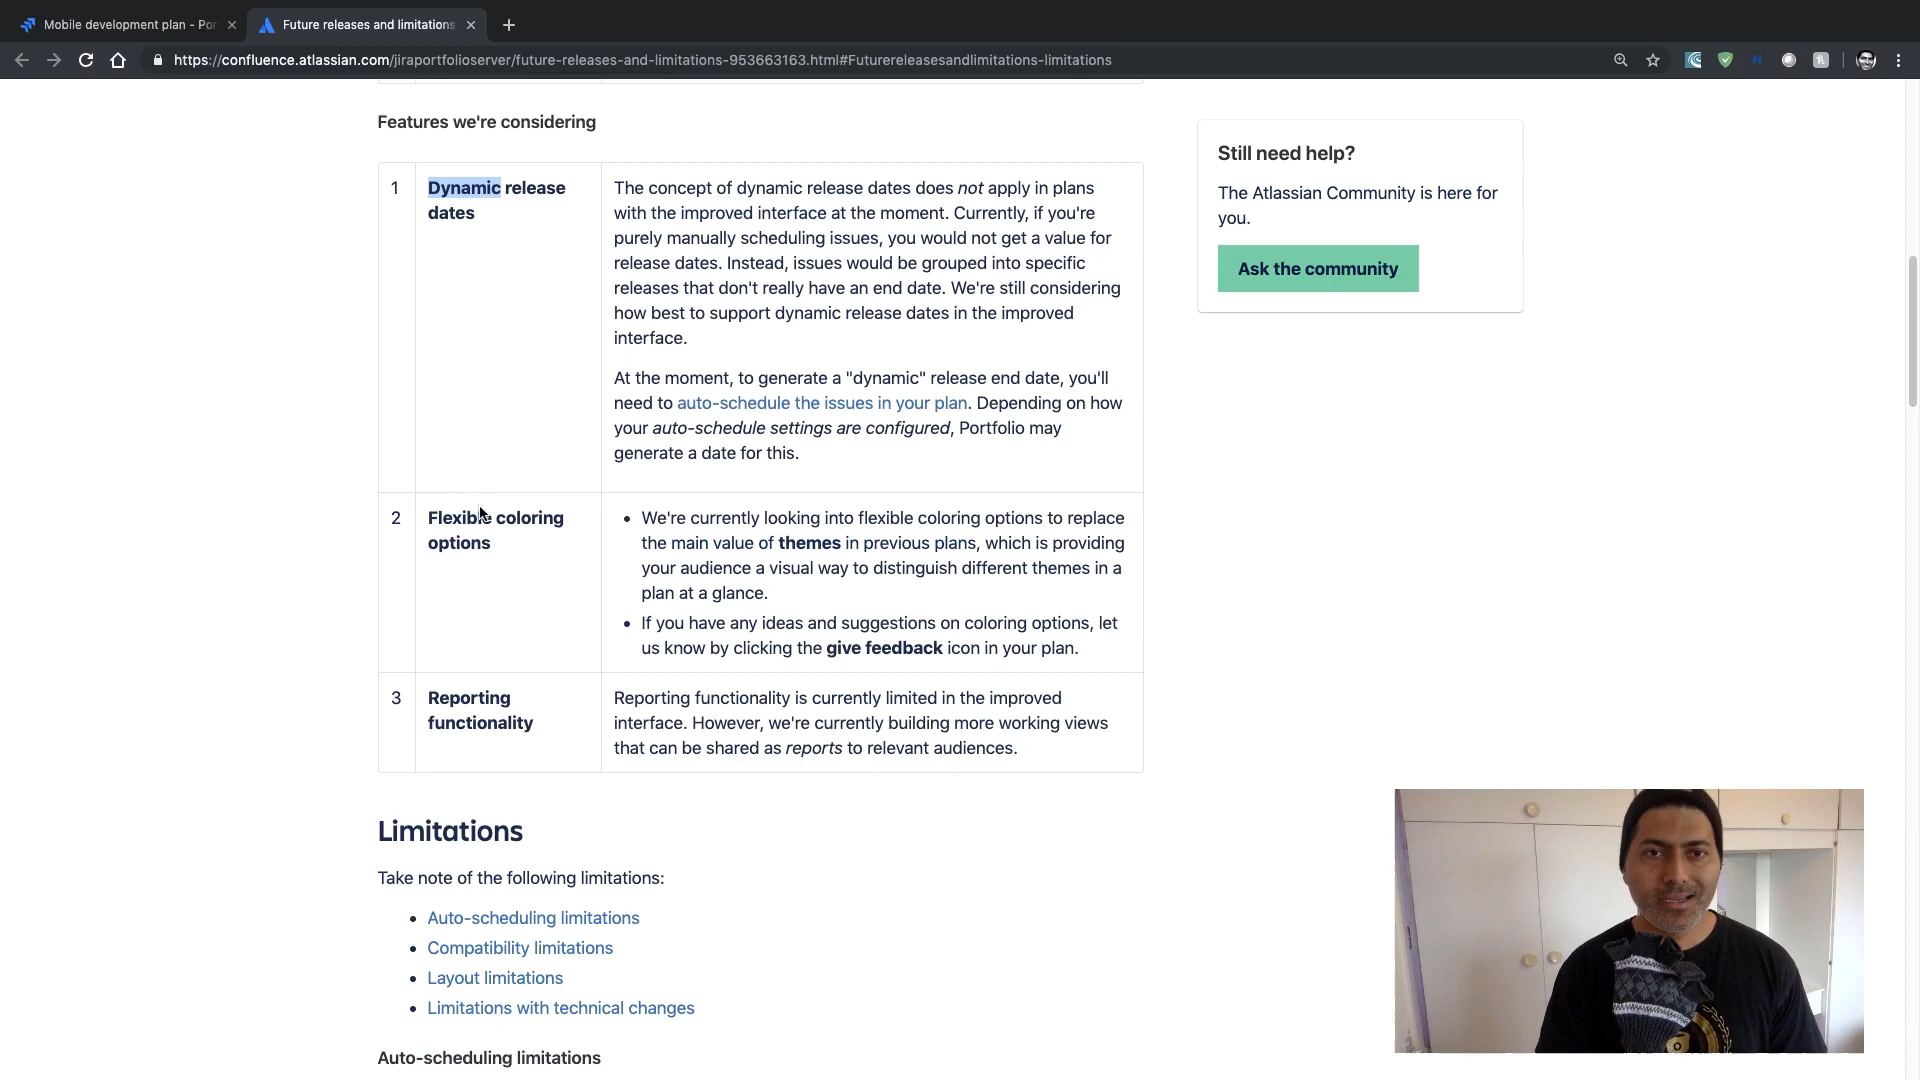 Mobile development plan - Por
Future releases and limitations
https://confluence.atlassian.com/jiraportfolioserver/future-releases-and-limitations-953663163.html#Futurereleasesandlimitations-limitations
Features we're considering
1
Dynamic release
dates
The concept of dynamic release dates does not apply in plans
with the improved interface at the moment. Currently, if you're
purely manually scheduling issues, you would not get a value for
release dates. Instead, issues would be grouped into specific
releases that don't really have an end date. We're still considering
how best to support dynamic release dates in the improved
interface.
At the moment, to generate a "dynamic" release end date, you'll
need to auto-schedule the issues in your plan. Depending on how
your auto-schedule settings are configured, Portfolio may
generate a date for this.
2
Flexible coloring
options
• We're currently looking into flexible coloring options to replace
the main value of themes in previous plans, which is providing
your audience a visual way to distinguish different themes in a
plan at a glance.
• If you have any ideas and suggestions on coloring options, let
us know by clicking the give feedback icon in your plan.
3
Reporting
functionality
Reporting functionality is currently limited in the improved
interface. However, we're currently building more working views
that can be shared as reports to relevant audiences.
Limitations
Take note of the following limitations:
• Auto-scheduling limitations
• Compatibility limitations
• Layout limitations
• Limitations with technical changes
Auto-scheduling limitations
Still need help?
The Atlassian Community is here for
you.
Ask the community